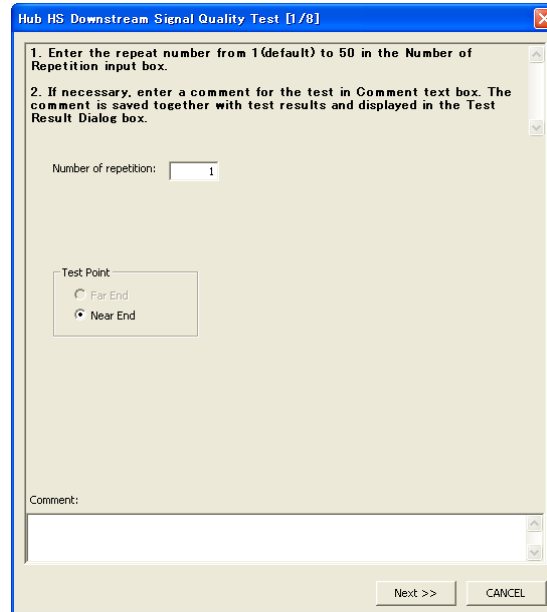 Hub HS Downstream Signal Quality Test [1/8]
1. Enter the repeat number from 1(default) to 50 in the Number of
Repetition input box.
2. If necessary, enter a comment for the test in Comment text box. The
comment is saved together with test results and displayed in the Test
Result Dialog box.
Number of repetition: 1
Test Point
Far End
Near End
Comment:
Next >> CANCEL